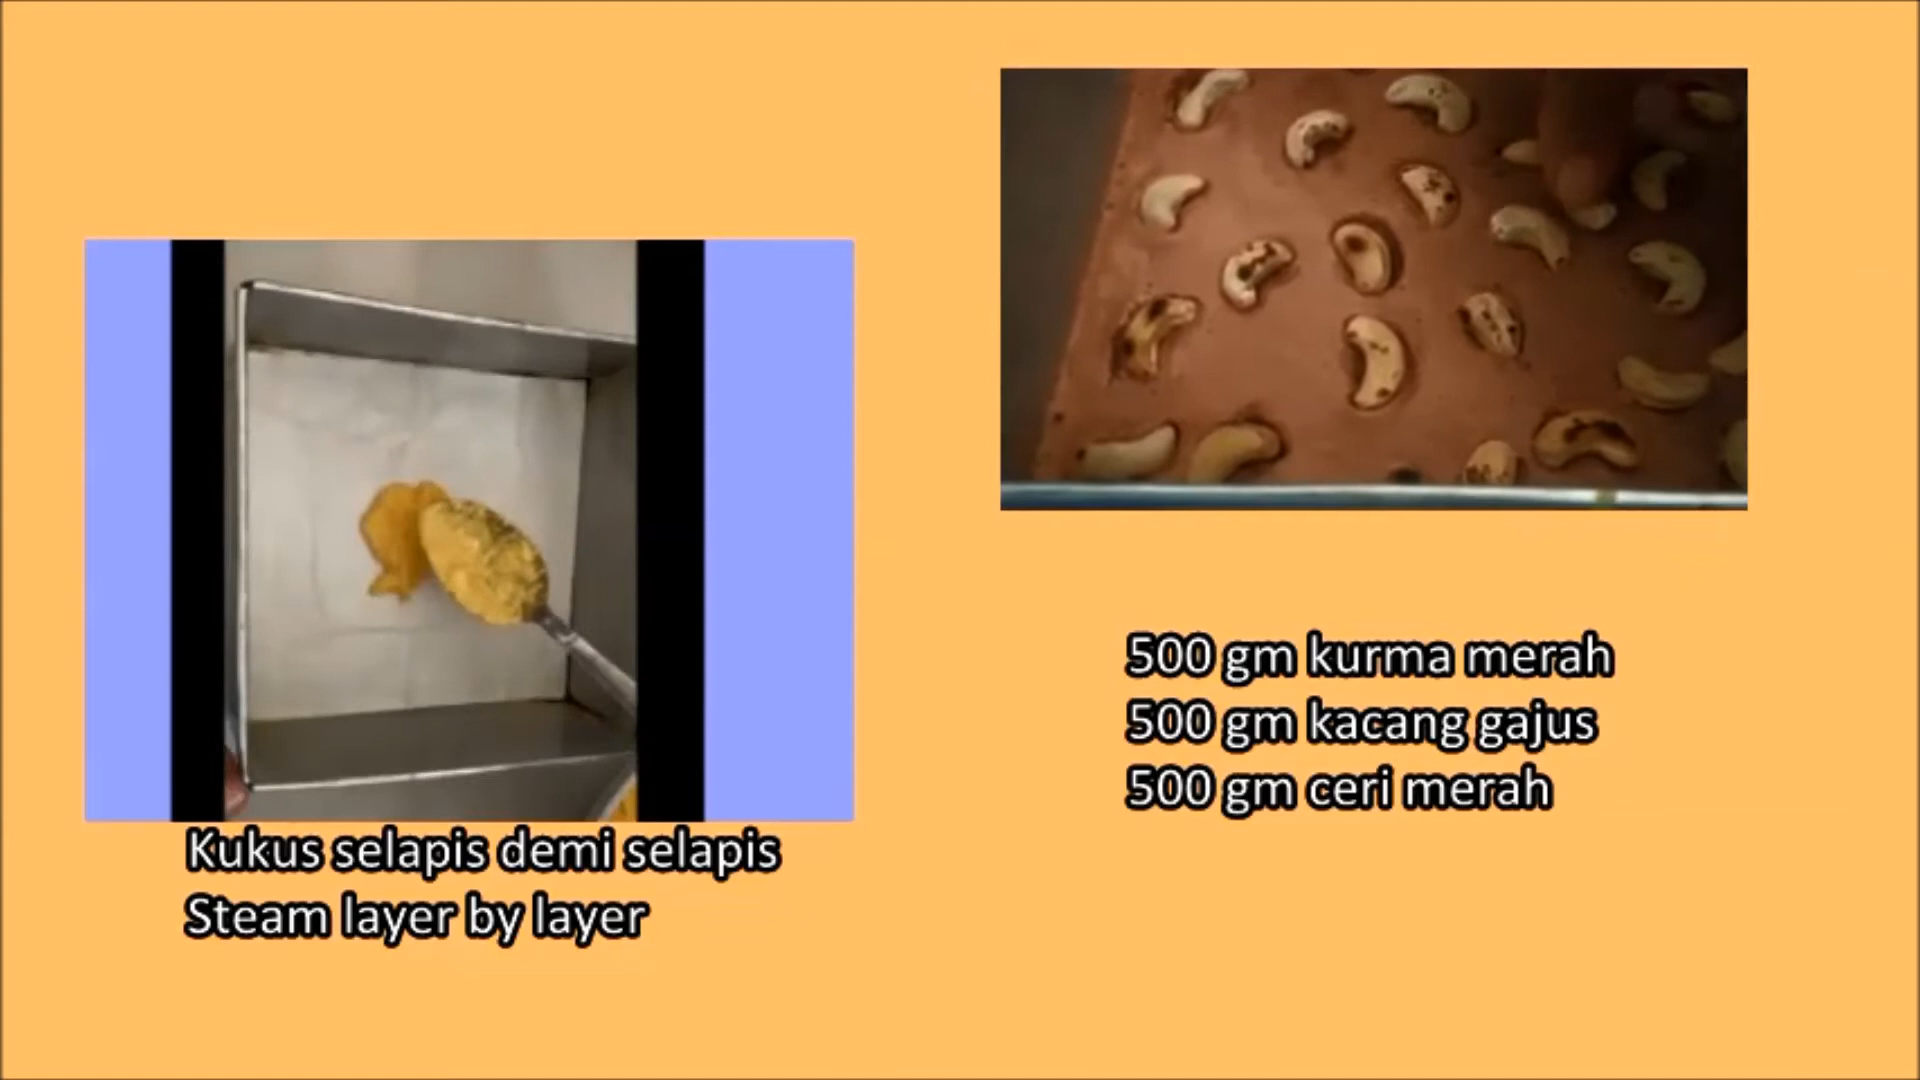 Kukus selapis demi selapis
Steam layer by layer
500 gm kurma merah
500 gm kacang gajus
500 gm ceri merah